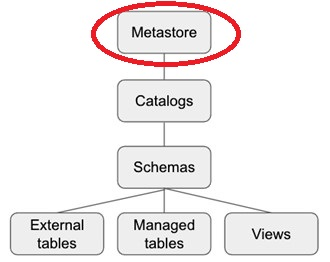 Metastore
Catalogs
Schemas
External
tables
Managed
tables
Views